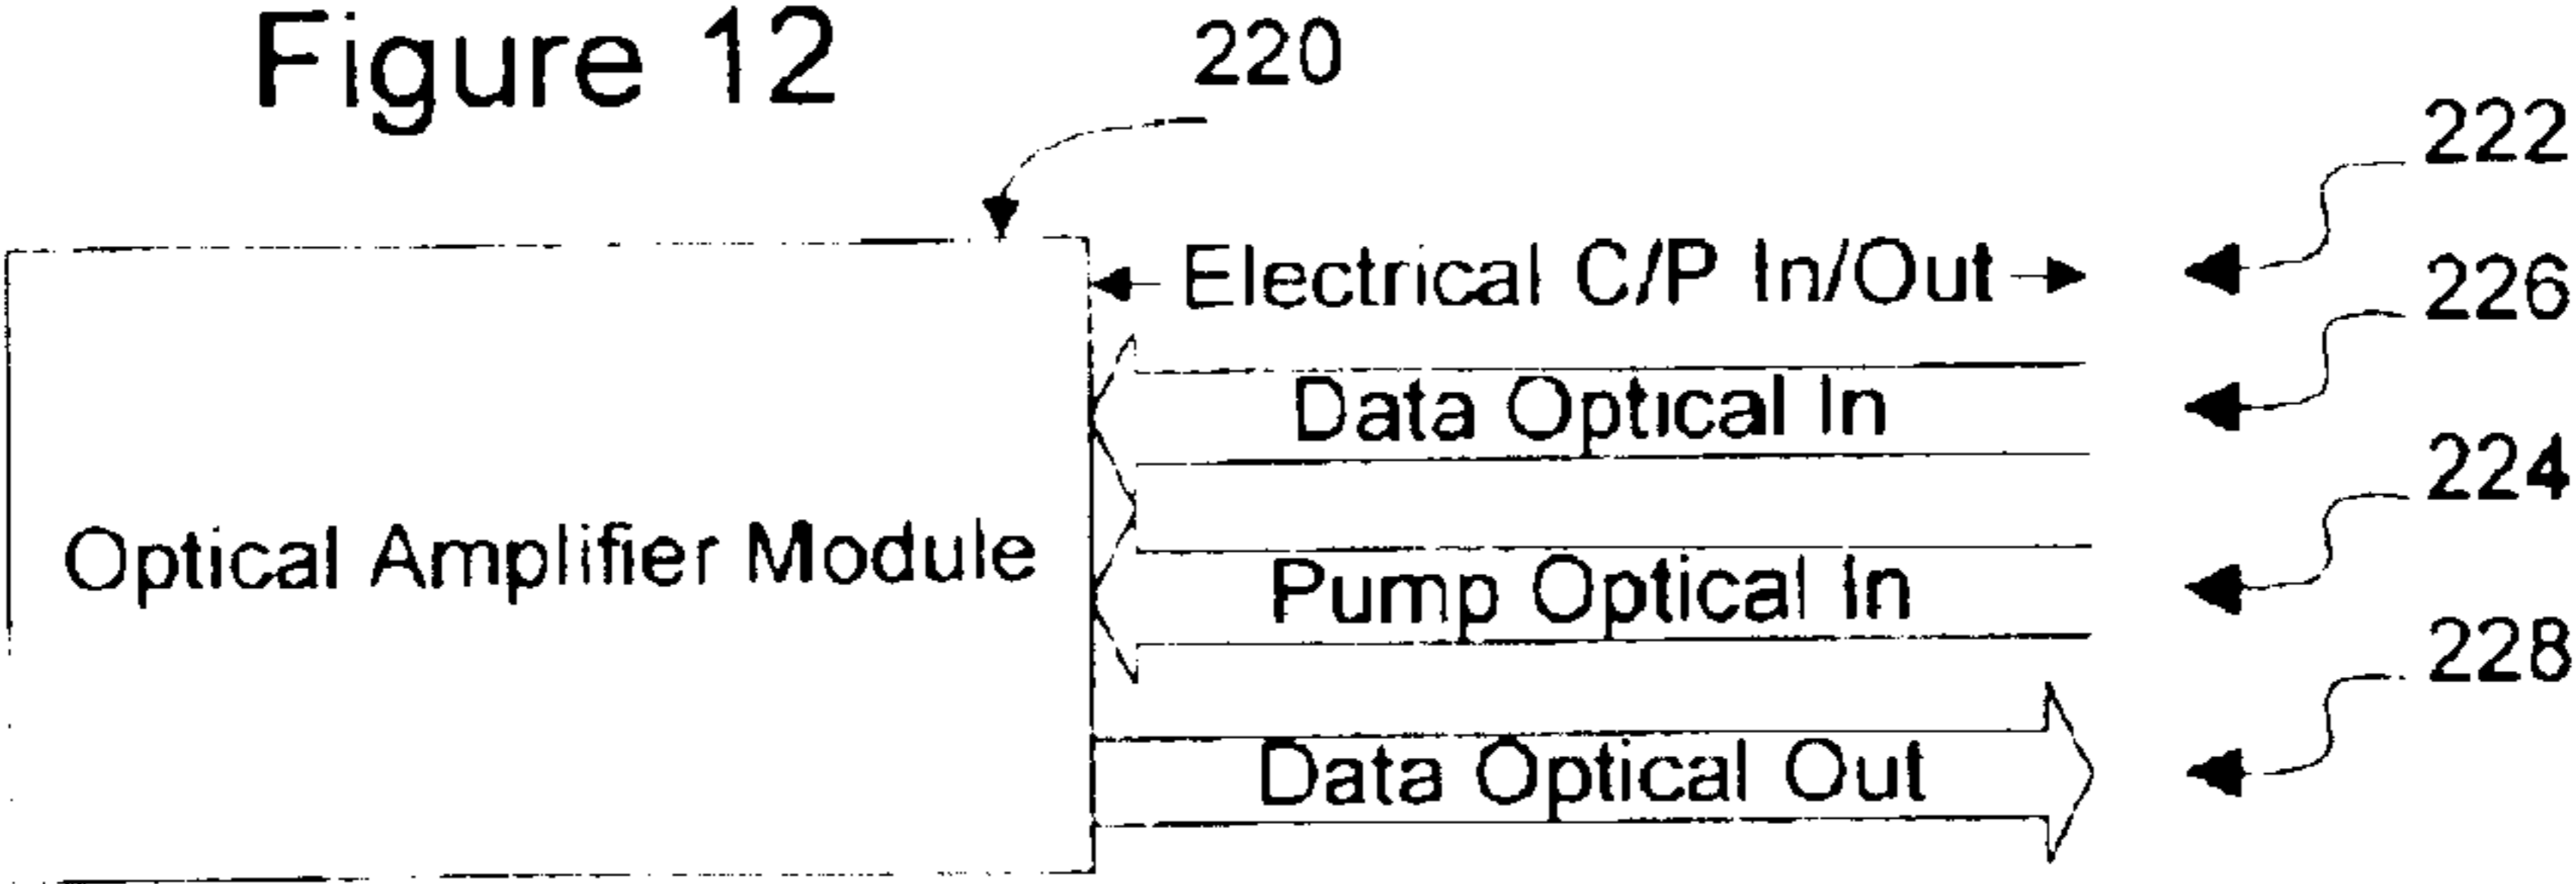 Figure 12
220
222
Electrical C/P In/Out
226
Data Optical In
224
Optical Amplifier Module
Pump Optical In
228
Data Optical Out